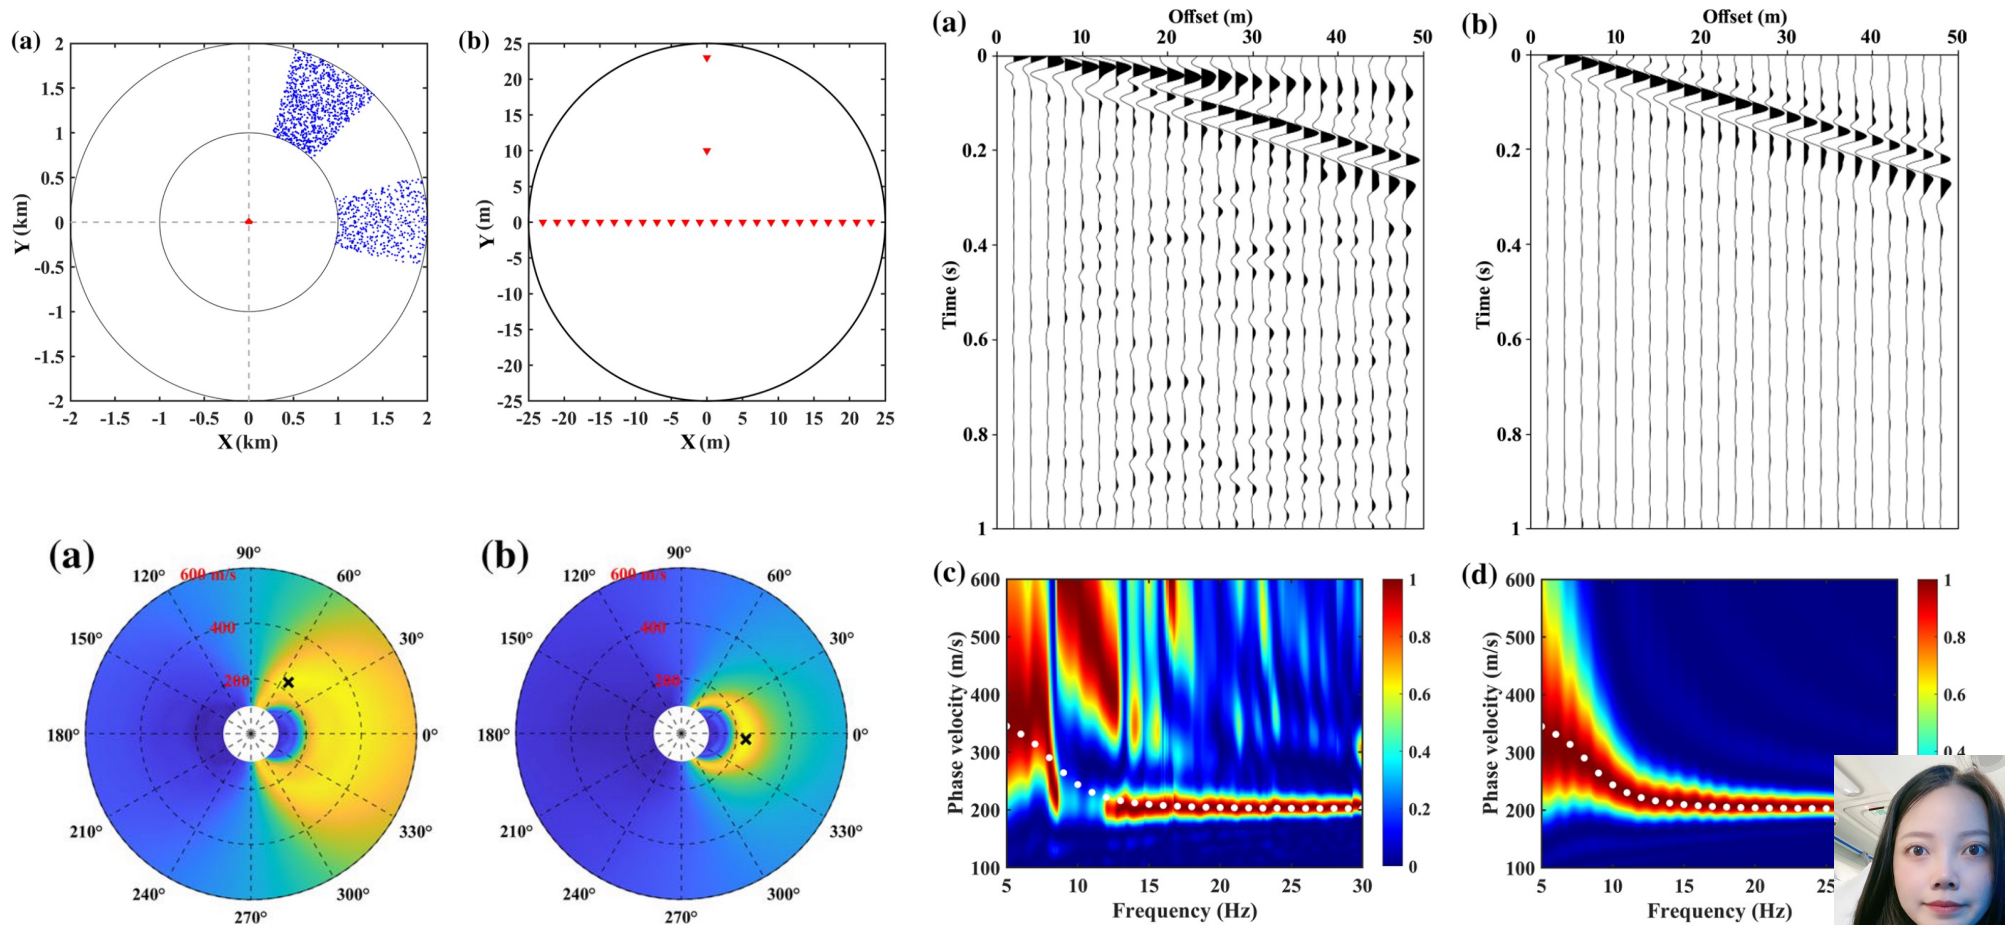 (a)
2
1.5
1
0.5
0
-0.5
-1
-1.5
-2
Y (km)
-2 -1.5 -1 -0.5 0 0.5 1 1.5 2
X (km)
(b)
25
20
15
10
5
0
-5
-10
-15
-20
-25
Y (m)
-25 -20 -15 -10 -5 0 5 10 15 20 25
X (m)
(a)
Offset (m)
0 10 20 30 40 50
0
0.2
0.4
0.6
0.8
1
Time (s)
(b)
Offset (m)
0 10 20 30 40 50
0
0.2
0.4
0.6
0.8
1
Time (s)
(a)
90°
120° 600 m/s 60°
150° 400 30°
200
180° 0°
210° 330°
240° 300°
270°
(b)
90°
120° 600 m/s 60°
150° 400 30°
200
180° 0°
210° 330°
240° 300°
270°
(c)
600
500
400
300
200
100
Phase velocity (m/s)
5 10 15 20 25 30
Frequency (Hz)
1
0.8
0.6
0.4
0.2
0
(d)
600
500
400
300
200
100
Phase velocity (m/s)
5 10 15 20 25
Frequency (Hz)
1
0.8
0.6
0.4